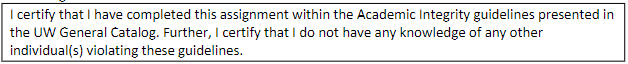 I certify that I have completed this assignment within the Academic Integrity guidelines presented in
the UW General Catalog. Further, I certify that I do not have any knowledge of any other
individual(s) violating these guidelines.